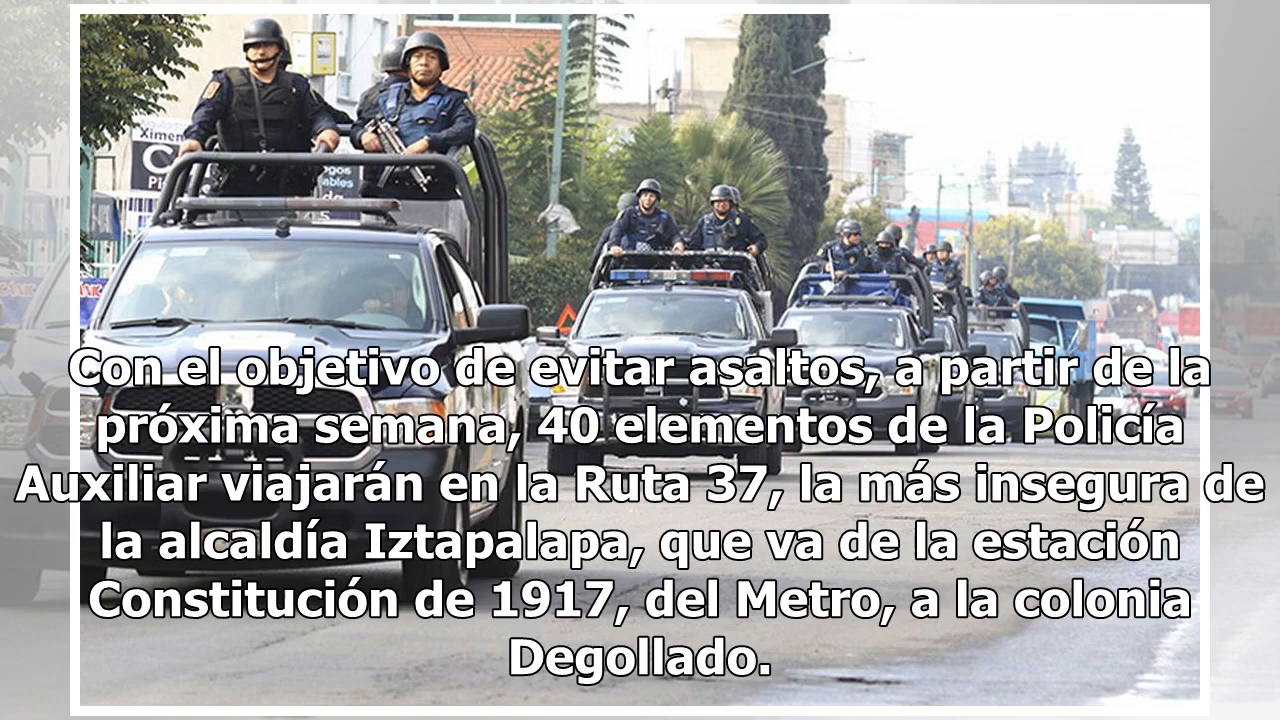 Ximen
Con el objetivo de evitar asaltos, a partir de la
próxima semana, 40 elementos de la Policía
Auxiliar viajarán en la Ruta 37, la más insegura de
la alcaldía Iztapalapa, que va de la estación
Constitución de 1917, del Metro, a la colonia
Degollado.